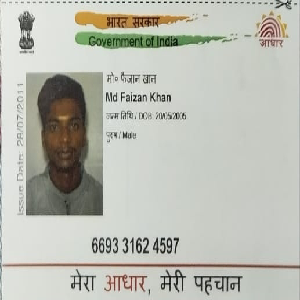 भारत सरकार
Government of India
आधार
Issue Date: 28/07/2011
मो० फैजान खान
Md Faizan Khan
जन्म तिथि / DOB: 20/05/2005
पुरुष / Male
6693 3162 4597
मेरा आधार, मेरी पहचान